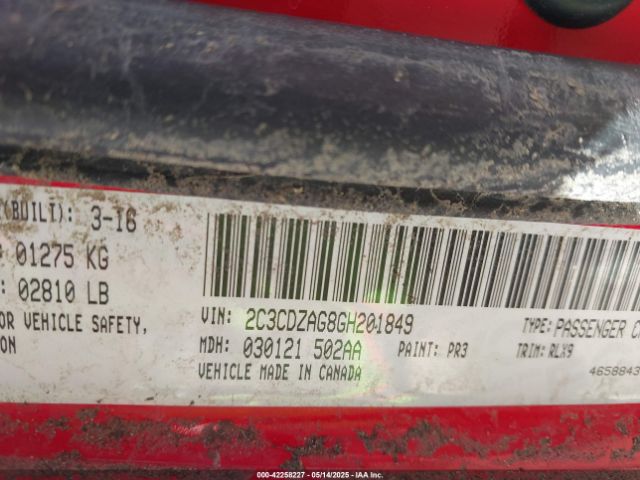 (BUILT): 3-16
01275 KG
: 02810 LB
OR VEHICLE SAFETY,
ION
VIN: 2C3CDZAG8GH201849
TYPE: PASSENGER C
MDH: 030121 502AA PAINT: PR3 TRIM: RLX9
VEHICLE MADE IN CANADA
4658843
000-42258227 - 05/14/2025 - IAA Inc.